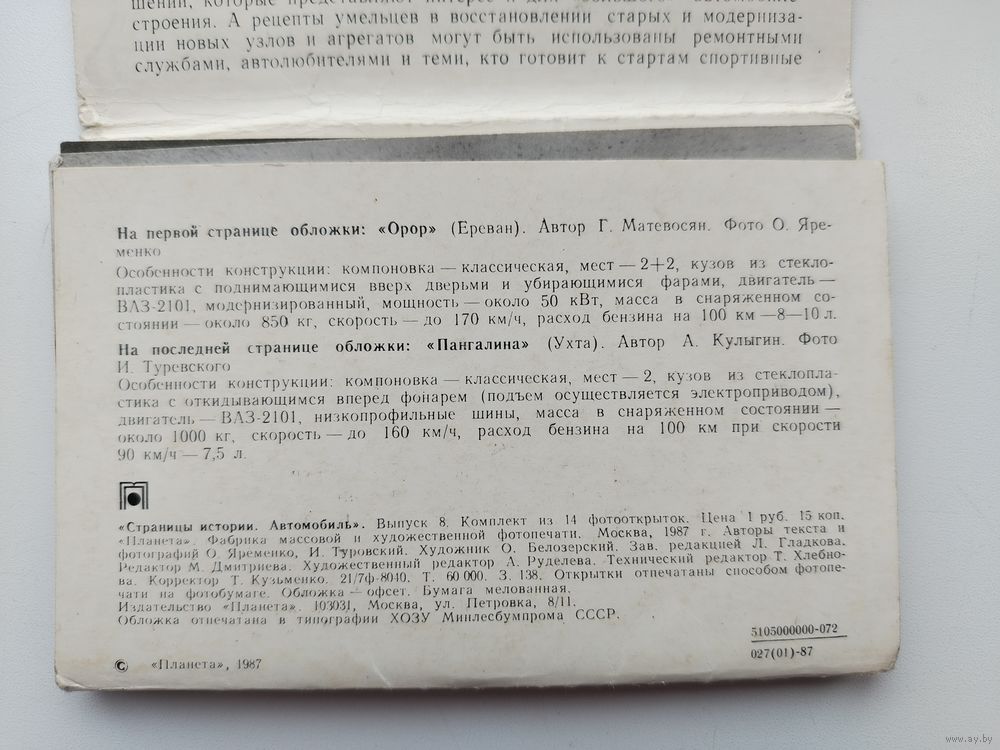 шений, которые представляют интерес и для
строения. А рецепты умельцев в восстановлении старых и модерниза-
ции новых узлов и агрегатов могут быть использованы ремонтными
службами, автолюбителями и теми, кто готовит к стартам спортивные
На первой странице обложки: «Орор» (Ереван). Автор Г. Матевосян. Фото О. Яре-
менко
Особенности конструкции: компоновка — классическая, мест — 2+2, кузов из стекло-
пластика с поднимающимися вверх дверьми и убирающимися фарами, двигатель —
ВАЗ-2101, модернизированный, мощность — около 50 кВт, масса в снаряженном со-
стоянии — около 850 кг, скорость — до 170 км/ч, расход бензина на 100 км —8—10 л.
На последней странице обложки: «Пангалина» (Ухта). Автор А. Кулыгин. Фото
И. Туревского
Особенности конструкции: компоновка — классическая, мест — 2, кузов из стеклопла-
стика с откидывающимся вперед фонарем (подъем осуществляется электроприводом),
двигатель — ВАЗ-2101, низкопрофильные шины, масса в снаряженном состоянии —
около 1000 кг, скорость — до 160 км/ч, расход бензина на 100 км при скорости
90 км/ч — 7,5 л.
«Страницы истории. Автомобиль». Выпуск 8. Комплект из 14 фотооткрыток. Цена 1 руб. 15 коп.
«Планета». Фабрика массовой и художественной фотопечати. Москва, 1987 г. Авторы текста и
фотографий О. Яременко, И. Туровский. Художник О. Белозерский. Зав. редакцией Л. Гладкова.
Редактор М. Дмитриева. Художественный редактор А. Руделева. Технический редактор Т. Хлебно-
ва. Корректор Т. Кузьменко. 21/7ф-8040. Т. 60 000. З. 138. Открытки отпечатаны способом фотопе-
чати на фотобумаге. Обложка — офсет. Бумага мелованная.
Издательство «Планета». 103031, Москва, ул. Петровка, 8/11.
Обложка отпечатана в типографии ХОЗУ Минлесбумпрома СССР.
5105000000-072
027(01)-87
© «Планета», 1987
www.ay.by